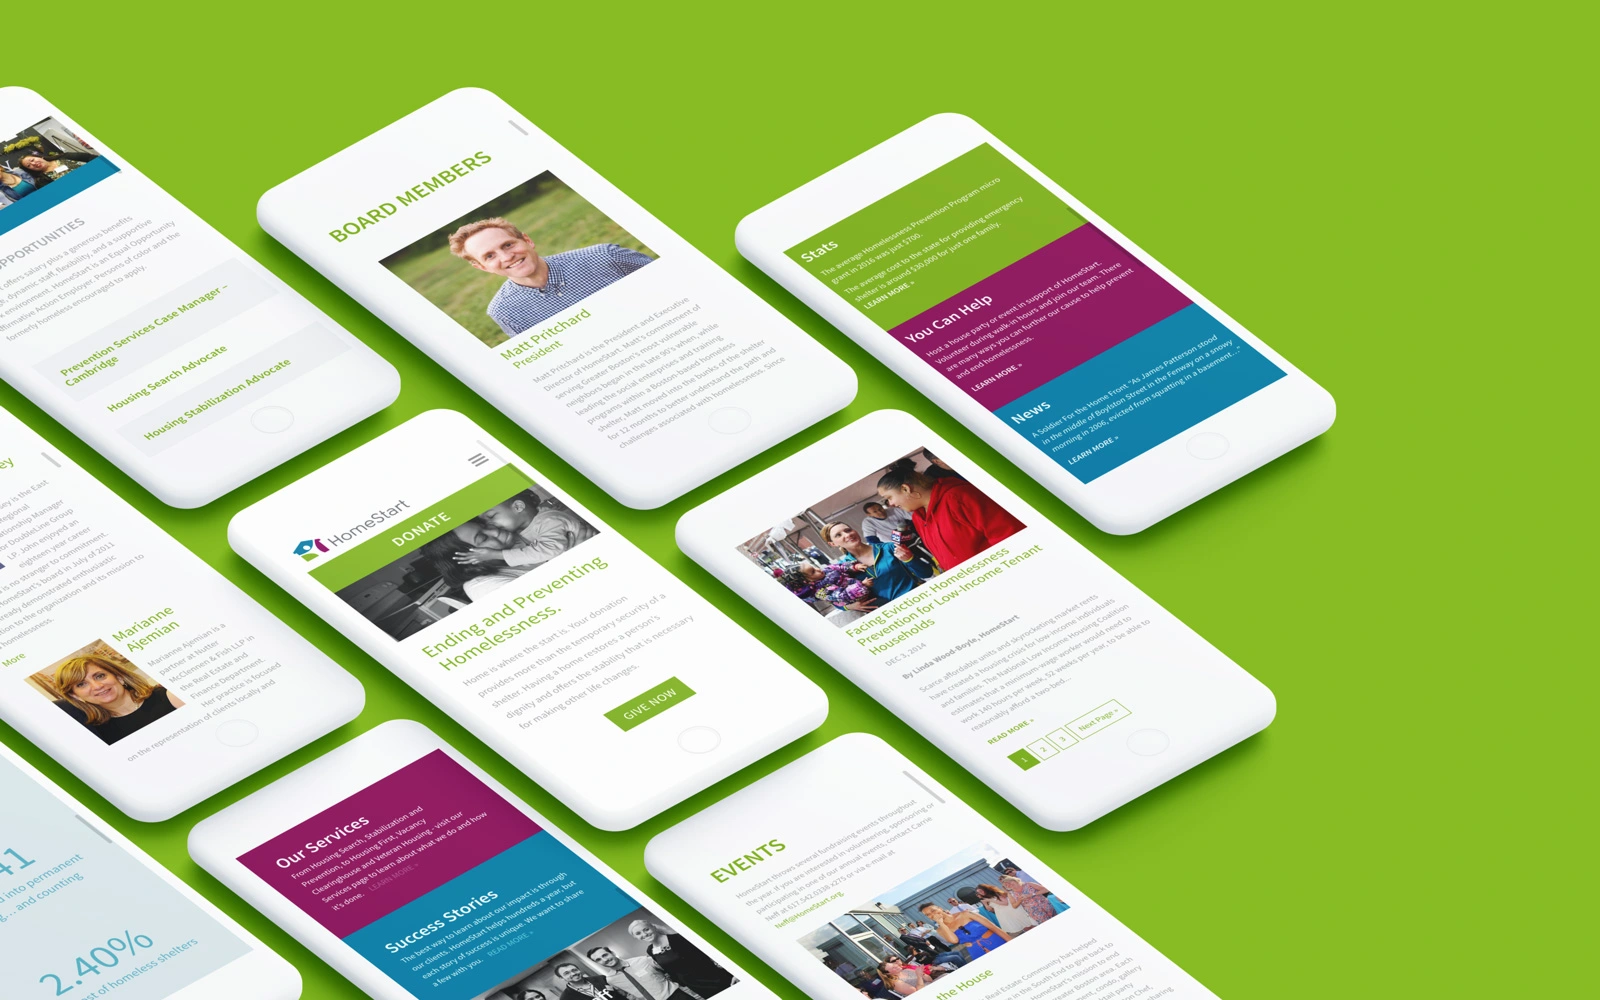 PPORTUNITIES
offers salary plus a generous benefits
dynamic staff, flexibility, and a supportive
environment. HomeStart is an Equal Opportunity
ffirmative Action Employer. Persons of color and the
formerly homeless encouraged to apply.
Prevention Services Case Manager –
Cambridge
Housing Search Advocate
Housing Stabilization Advocate
BOARD MEMBERS
Matt Pritchard
President
Matt Pritchard is the President and Executive
Director of HomeStart. Matt's commitment of
serving Greater Boston's most vulnerable
neighbors began in the late 90's when, while
leading the social enterprises and training
programs within a Boston-based homeless
shelter, Matt moved into the bunks of the shelter
for 12 months to better understand the path and
challenges associated with homelessness. Since
Stats
The average Homelessness Prevention Program micro
grant in 2016 was just $700.
The average cost to the state for providing emergency
shelter is around $30,000 for just one family.
LEARN MORE »
You Can Help
Host a house party or event in support of HomeStart.
Volunteer during walk-in hours and join our team. There
are many ways you can further our cause to help prevent
and end homelessness.
LEARN MORE »
News
A Soldier For the Home Front "As James Patterson stood
in the middle of Boylston Street in the Fenway on a snowy
morning in 2006, evicted from squatting in a basement…"
LEARN MORE »
ey
sey is the East
Regional
ationship Manager
or DoubleLine Group
LP. John enjoyed an
eighteen year career
is no stranger to commitment.
HomeStart's board in July of 2011
ready demonstrated enthusiastic
tion to the organization and its mission to
homelessness.
More
Marianne
Ajemian
Marianne Ajemian is a
partner at Nutter
McClennen & Fish LLP in
the Real Estate and
Finance Department.
Her practice is focused
on the representation of clients locally and
HomeStart
DONATE
Ending and Preventing
Homelessness.
Home is where the start is. Your donation
provides more than the temporary security of a
shelter. Having a home restores a person's
dignity and offers the stability that is necessary
for making other life changes.
GIVE NOW
Facing Eviction: Homelessness
Prevention for Low-Income Tenant
Households
DEC 3, 2014
By Linda Wood-Boyle, HomeStart
Scarce affordable units and skyrocketing market rents
have created a housing crisis for low-income individuals
and families. The National Low Income Housing Coalition
estimates that a minimum-wage worker would need to
work 146 hours per week, 52 weeks per year, to be able to
reasonably afford a two-bed...
READ MORE »
1 2 3 Next Page »
41
d into permanent
g... and counting
2.40%
st of homeless shelters
Our Services
From Housing Search, Stabilization and
Prevention, to Housing First, Vacancy
Clearinghouse and Veteran Housing - visit our
Services page to learn about what we do and how
it's done. LEARN MORE »
Success Stories
The best way to learn about our impact is through
our clients. HomeStart helps hundreds a year, but
each story of success is unique. We want to share
a few with you. READ MORE »
ff
EVENTS
HomeStart throws several fundraising events throughout
the year. If you are interested in volunteering, sponsoring or
participating in one of our annual events, contact Carrie
Neff at 617.542.0338 x275 or via e-mail at
Neff@HomeStart.org.
the House
Real Estate Community has helped
in the South End to give back to
HomeStart's mission to end
Boston area. Each